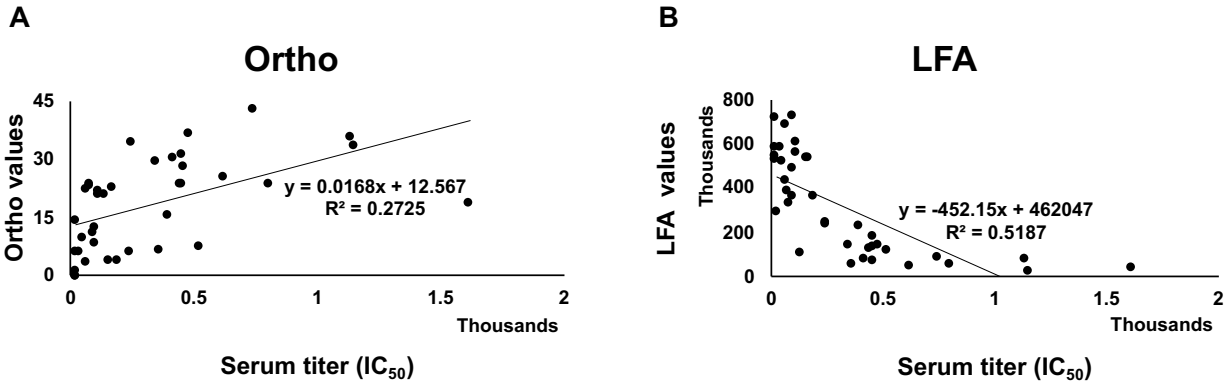 A
Ortho
Ortho values
45
30
15
0
y = 0.0168x + 12.567
R² = 0.2725
0
0.5
1
1.5
2
Thousands
Serum titer (IC₅₀)
B
LFA
LFA values
Thousands
800
600
400
200
0
y = -452.15x + 462047
R² = 0.5187
0
0.5
1
1.5
2
Thousands
Serum titer (IC₅₀)